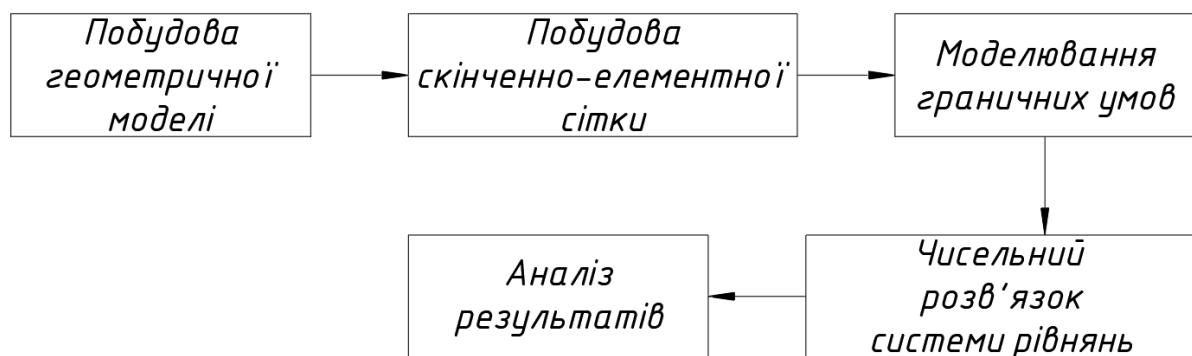 Побудова
геометричної
моделі
Побудова
скінченно-елементної
сітки
Моделювання
граничних умов
Чисельний
розв'язок
системи рівнянь
Аналіз
результатів